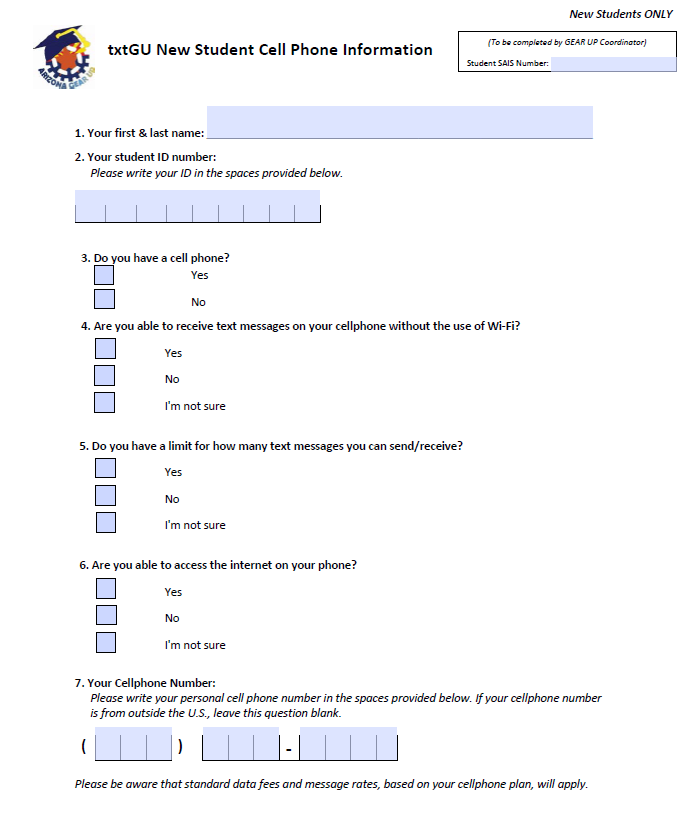 New Students ONLY
txtGU New Student Cell Phone Information
(To be completed by GEAR UP Coordinator)
Student SAIS Number:
ARIZONA GEAR UP
1. Your first & last name:
2. Your student ID number:
Please write your ID in the spaces provided below.
3. Do you have a cell phone?
Yes
No
4. Are you able to receive text messages on your cellphone without the use of Wi-Fi?
Yes
No
I'm not sure
5. Do you have a limit for how many text messages you can send/receive?
Yes
No
I'm not sure
6. Are you able to access the internet on your phone?
Yes
No
I'm not sure
7. Your Cellphone Number:
Please write your personal cell phone number in the spaces provided below. If your cellphone number
is from outside the U.S., leave this question blank.
( ) -
Please be aware that standard data fees and message rates, based on your cellphone plan, will apply.